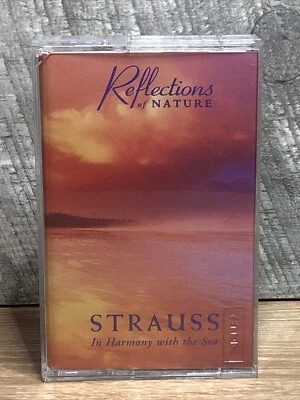 Reflections
of NATURE
STRAUSS
In Harmony with the Sea